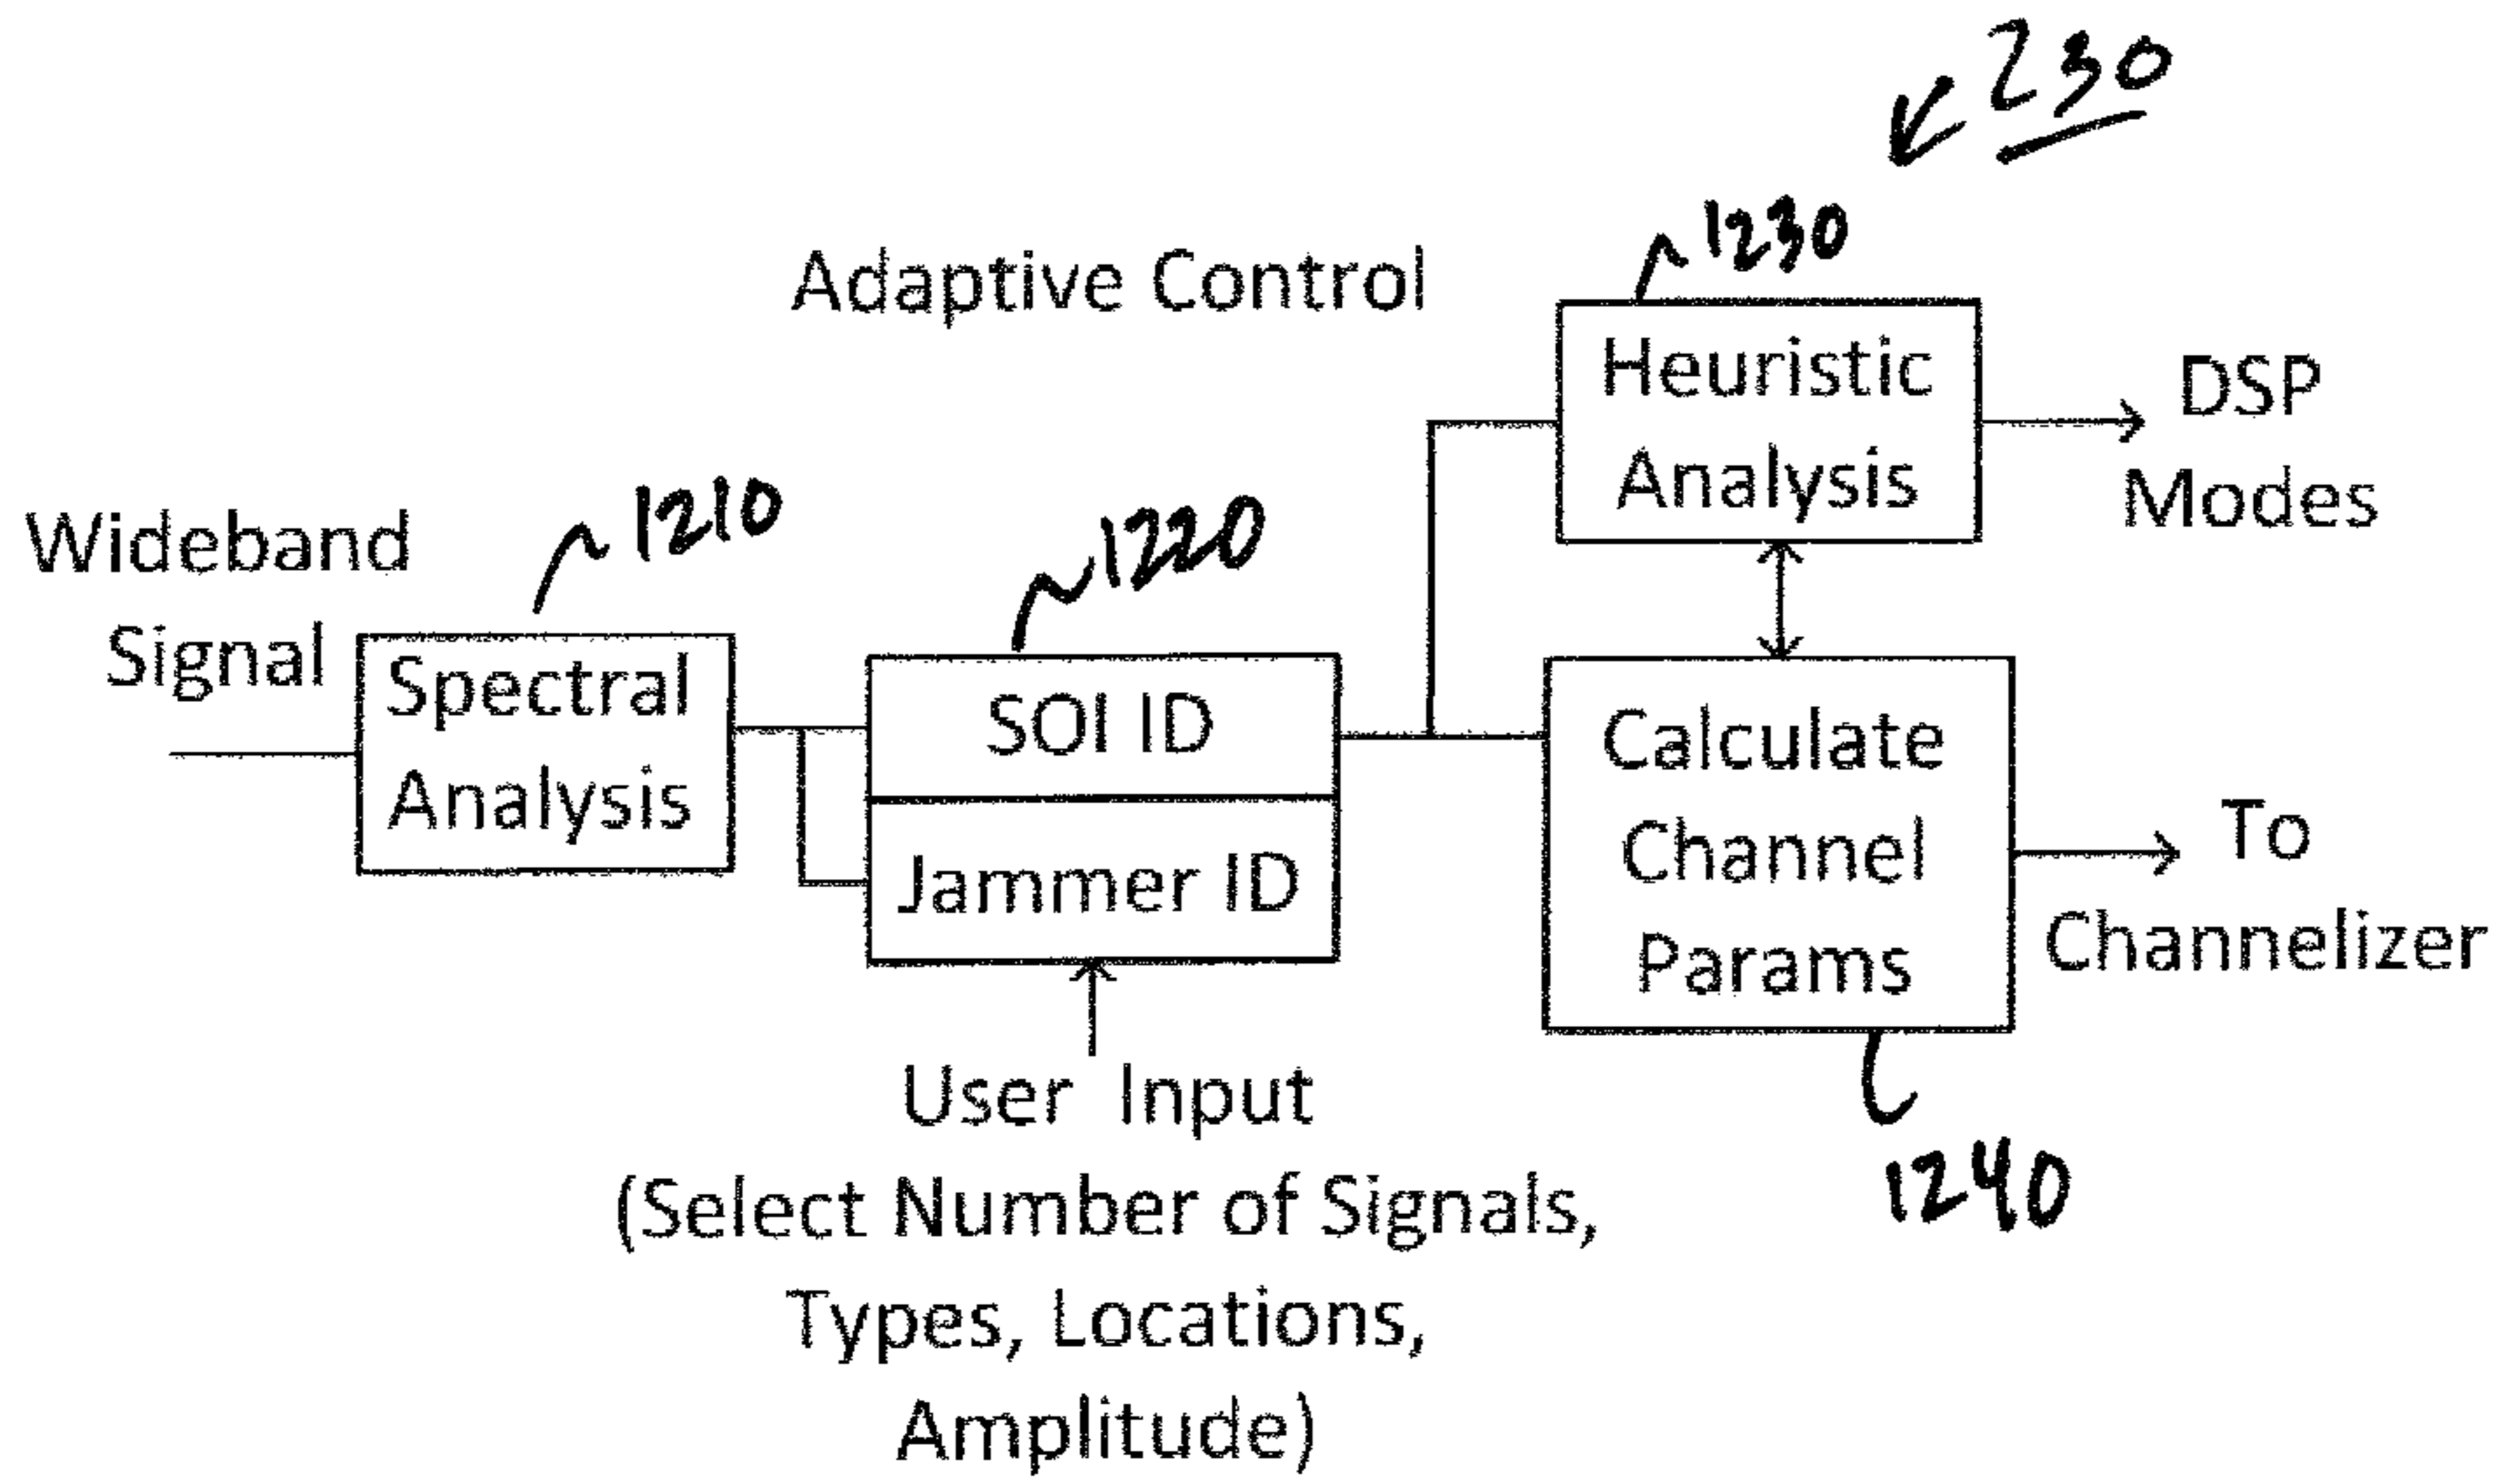 230
1230
Adaptive Control
Heuristic
Analysis
DSP
Modes
Wideband
Signal
1210
1220
Spectral
Analysis
SOI ID
Jammer ID
Calculate
Channel
Params
To
Channelizer
User Input
(Select Number of Signals,
Types, Locations,
Amplitude)
1240